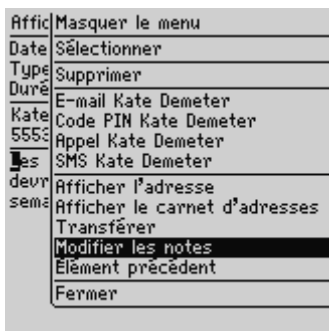 Affic Masquer le menu
Date Sélectionner
Type Supprimer
Duré
E-mail Kate Demeter
Kate Code PIN Kate Demeter
5553 Appel Kate Demeter
Les SMS Kate Demeter
devr Afficher l'adresse
sema Afficher le carnet d'adresses
Transférer
Modifier les notes
Élément précédent
Fermer